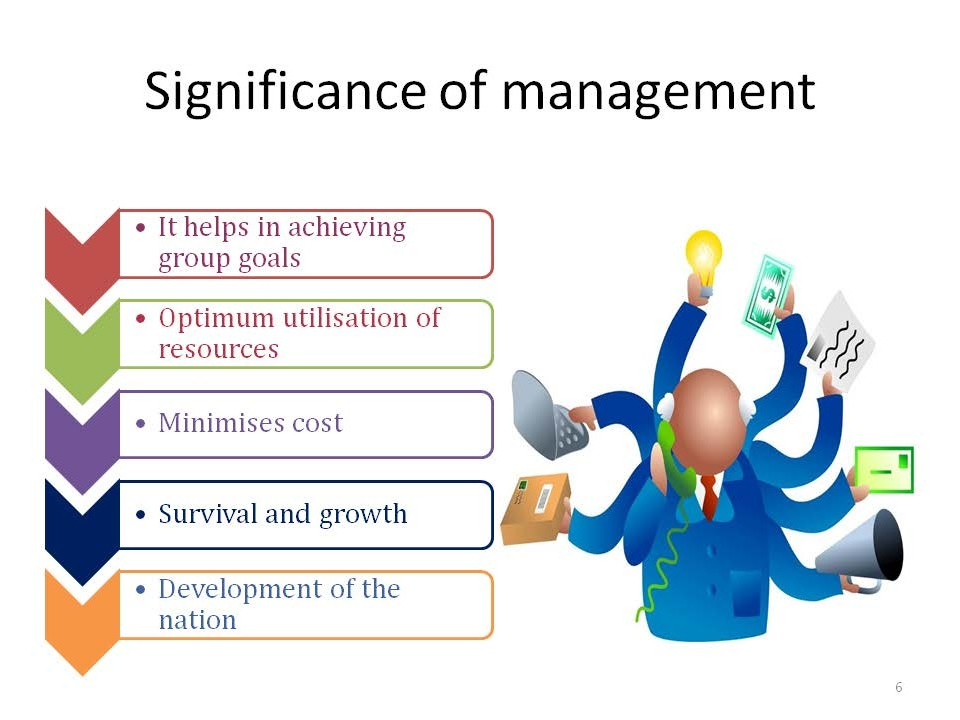 Significance of management
• It helps in achieving
group goals
• Optimum utilisation of
resources
• Minimises cost
• Survival and growth
• Development of the
nation
$
6